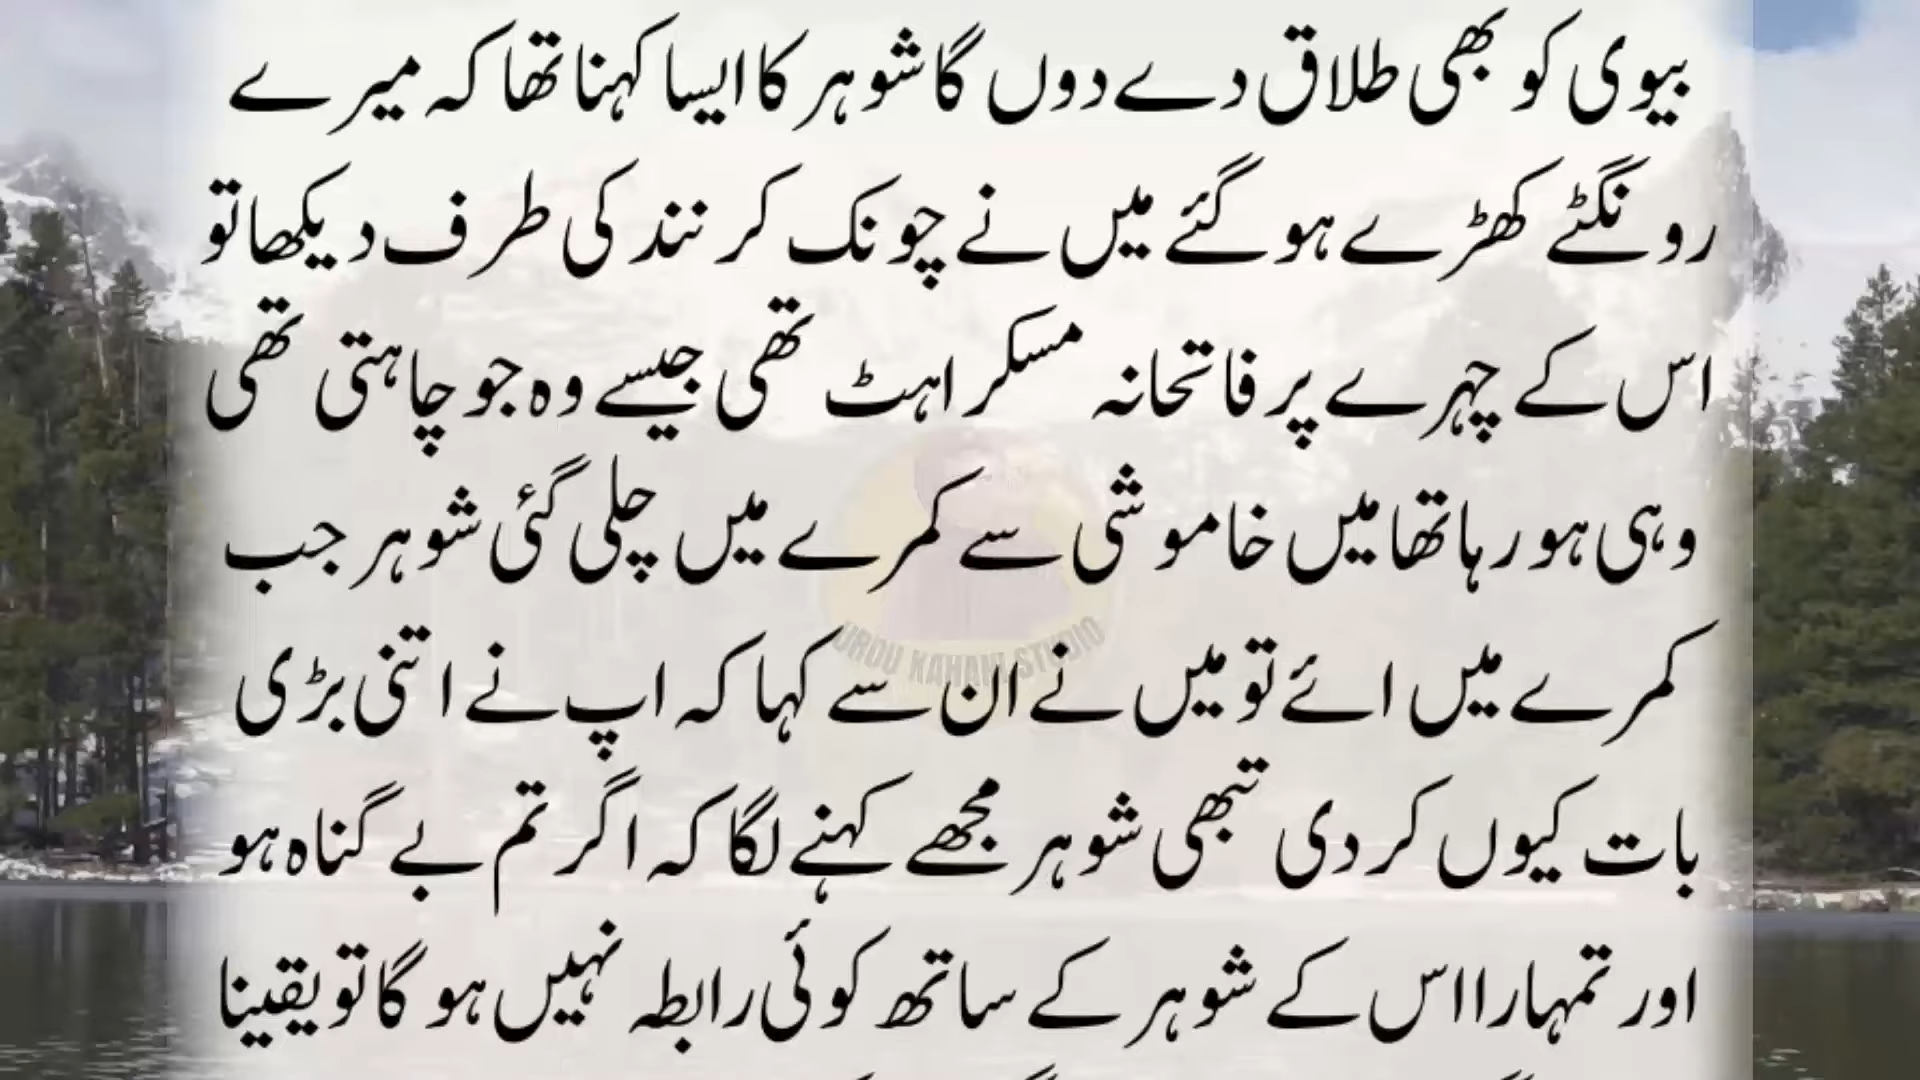 بیوی کو بھی طلاق دے دوں گا شوہر کا ایسا کہنا تھا کہ میرے
رونگٹے کھڑے ہو گئے میں نے چونک کر نند کی طرف دیکھا تو
اس کے چہرے پر فاتحانہ مسکراہٹ تھی جیسے وہ جو چاہتی تھی
وہی ہو رہا تھا میں خاموشی سے کمرے میں چلی گئی شوہر جب
کمرے میں ائے تو میں نے ان سے کہا کہ اپ نے اتنی بڑی
بات کیوں کر دی تبھی شوہر مجھے کہنے لگا کہ اگر تم بے گناہ ہو
اور تمہارا اس کے شوہر کے ساتھ کوئی رابطہ نہیں ہو گا تو یقینا
URDU KAHANI STUDIO